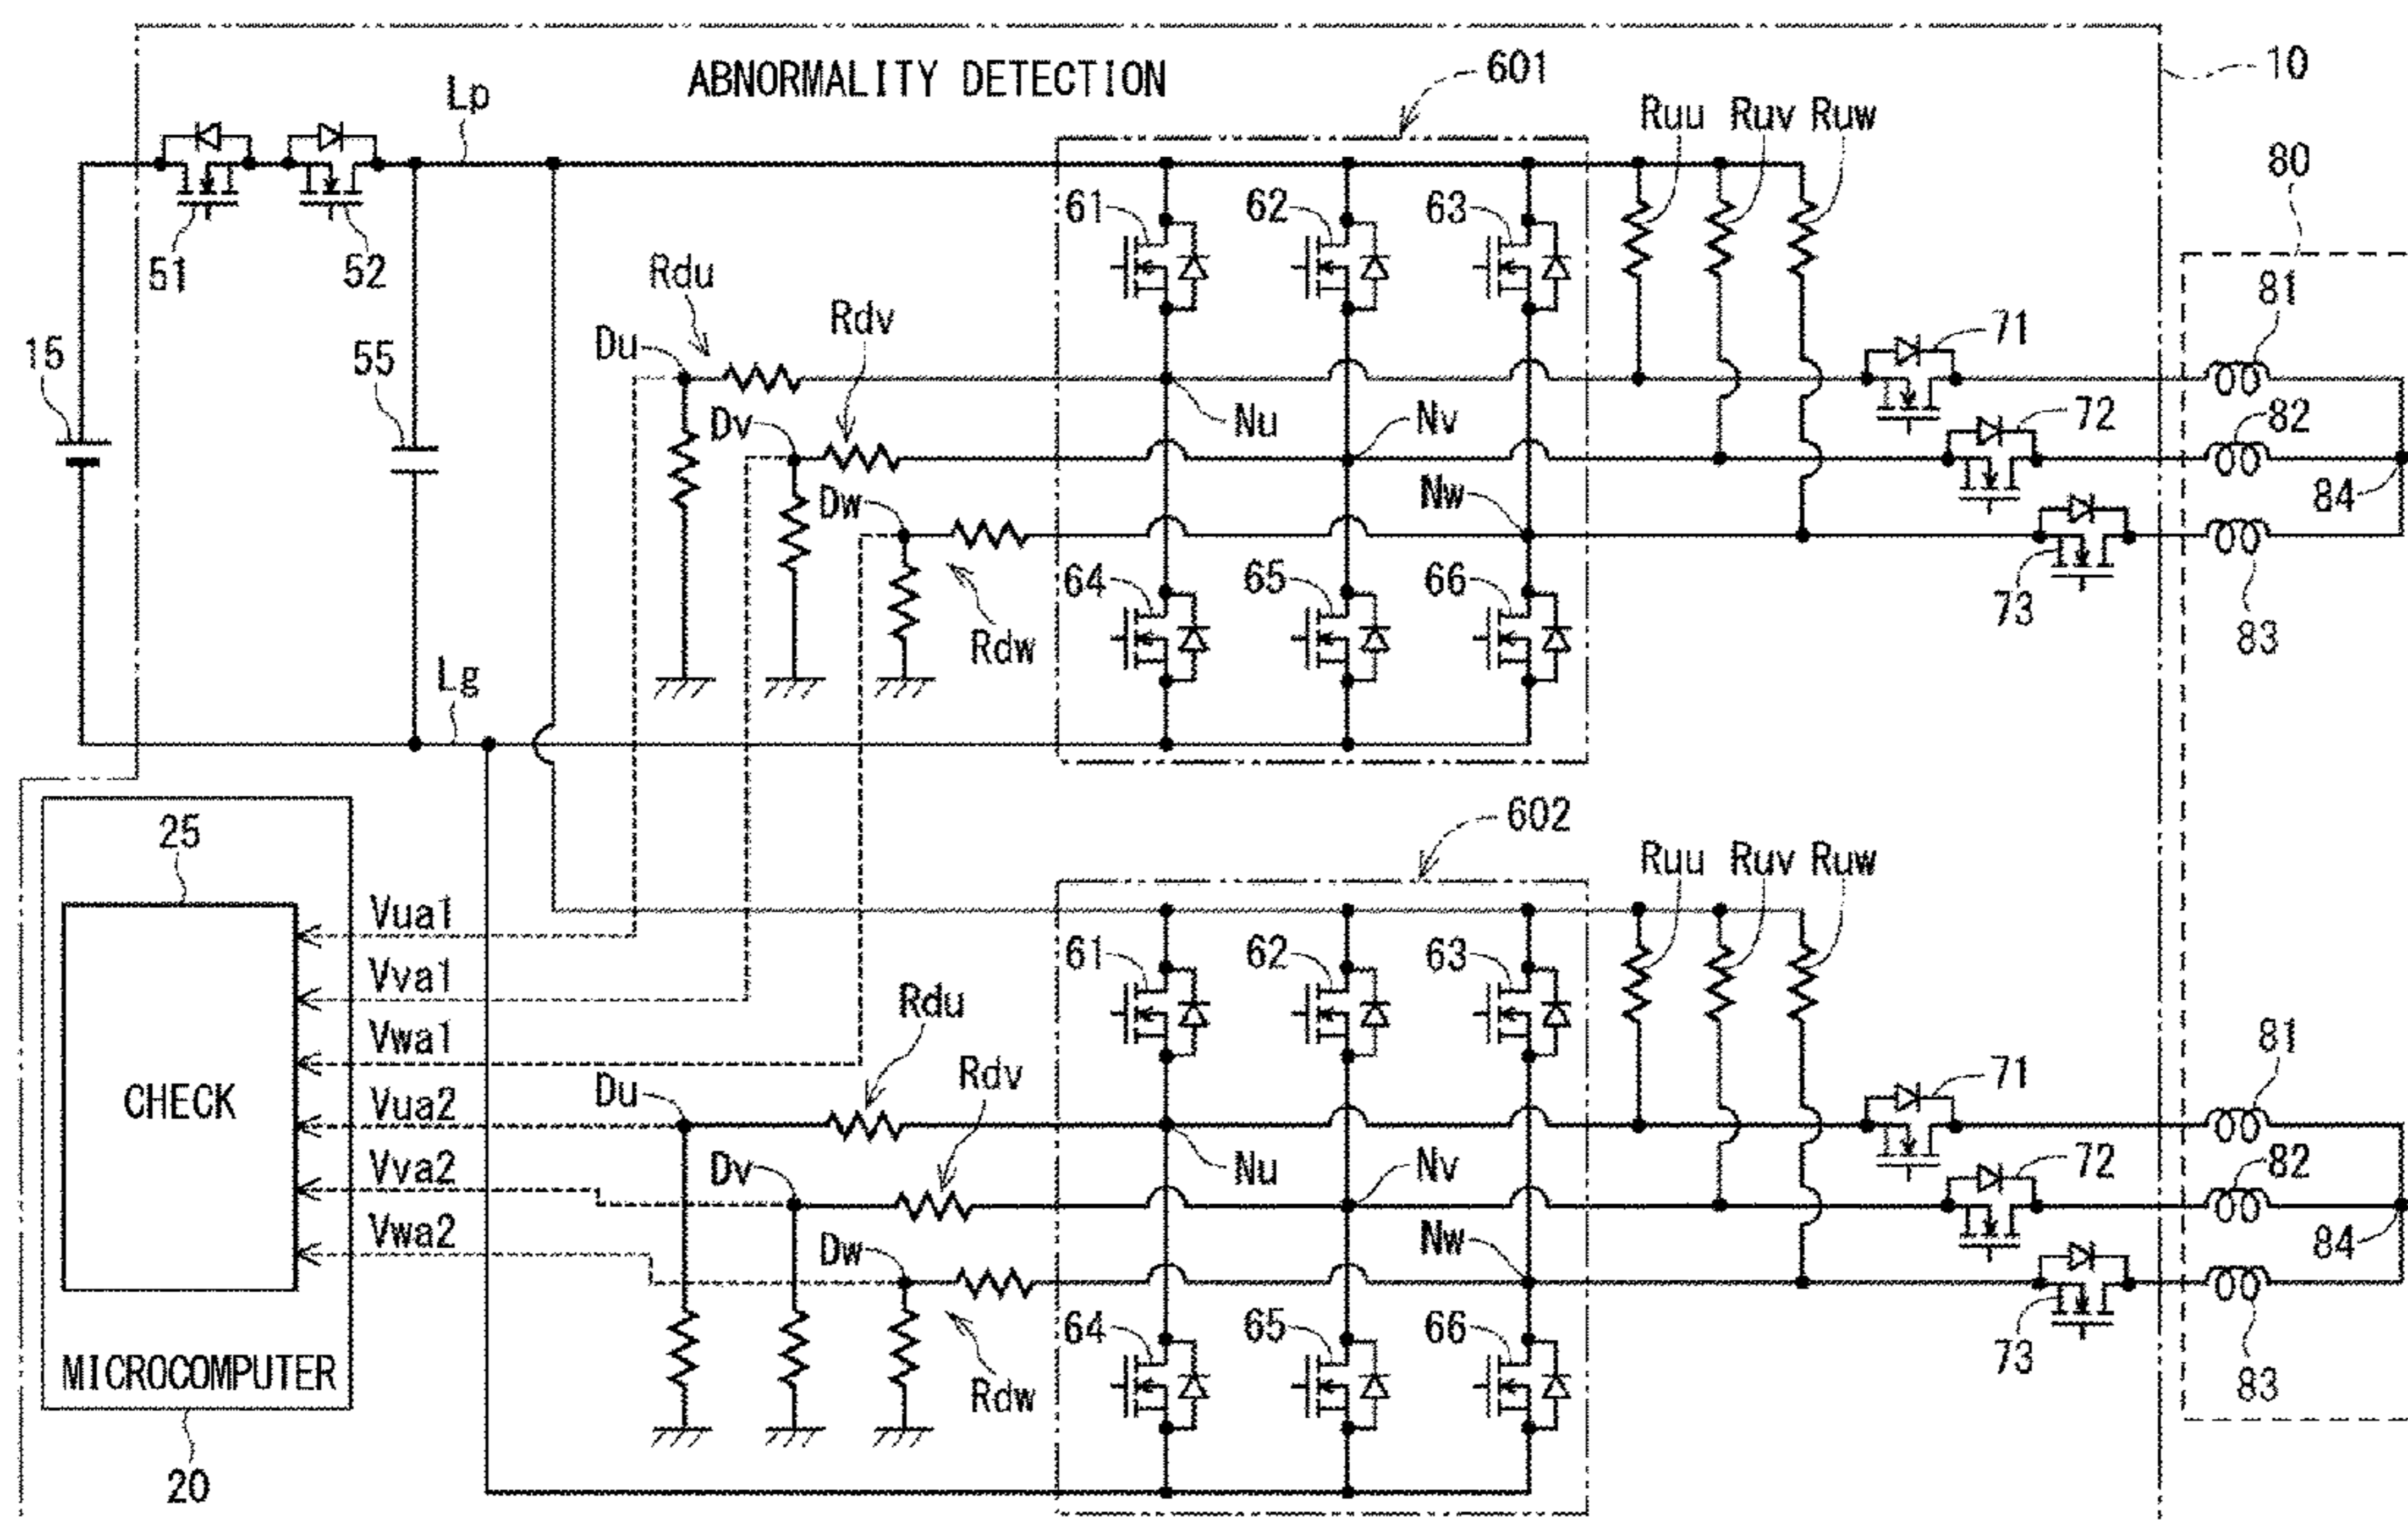 ABNORMALITY DETECTION
601
10
Lp
Ruu Ruv Ruw
80
51
52
61
62
63
81
Rdu
Rdv
71
15
55
Du
Dv
Nu
Nv
72
82
Dw
Nw
84
64
65
66
73
83
Rdw
Lg
602
25
Ruu Ruv Ruw
Vua1
61
62
63
Vva1
Rdu
81
Vwa1
Rdv
71
CHECK
Vua2
Du
Vva2
Dv
Nu
Nv
72
82
Vwa2
Dw
Nw
84
64
65
66
73
83
MICROCOMPUTER
Rdw
20